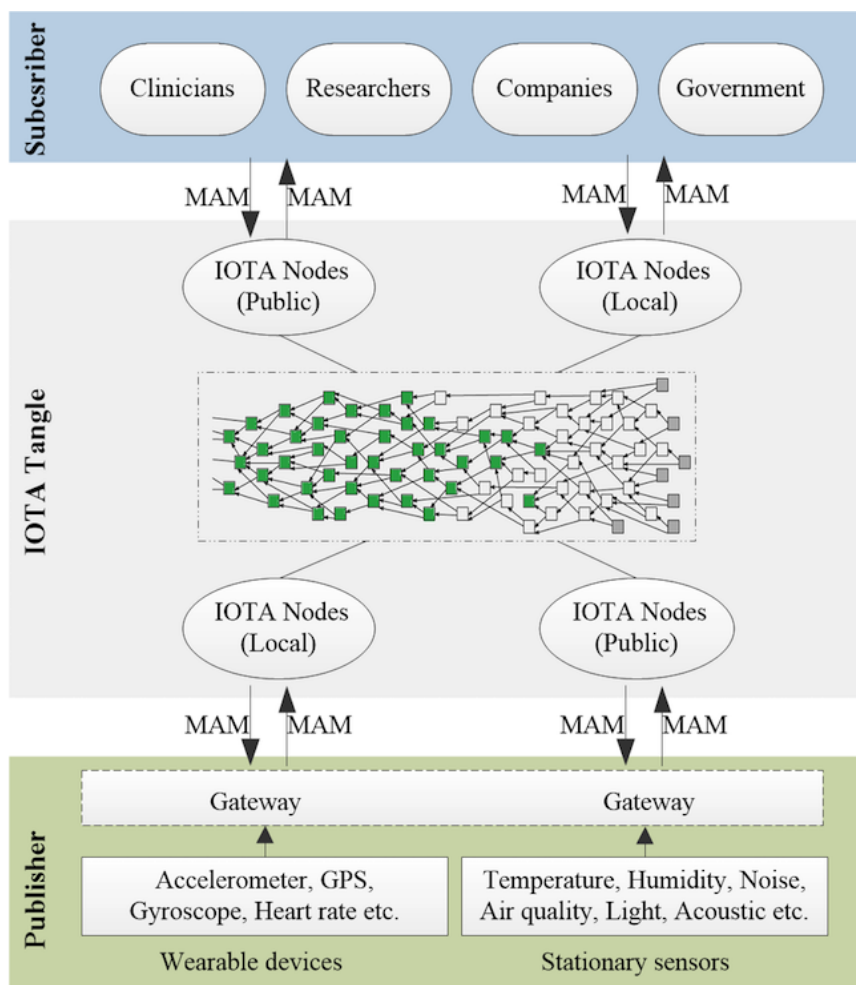 Subcsriber
Clinicians
Researchers
Companies
Government
MAM
MAM
MAM
MAM
IOTA Tangle
IOTA Nodes
(Public)
IOTA Nodes
(Local)
IOTA Nodes
(Local)
IOTA Nodes
(Public)
MAM
MAM
MAM
MAM
Publisher
Gateway
Gateway
Accelerometer, GPS,
Gyroscope, Heart rate etc.
Temperature, Humidity, Noise,
Air quality, Light, Acoustic etc.
Wearable devices
Stationary sensors